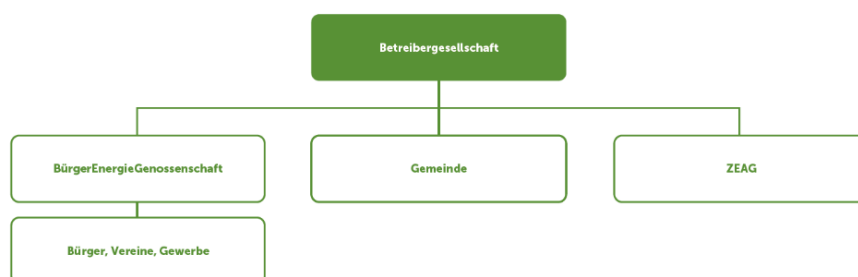 Betreibergesellschaft
BürgerEnergieGenossenschaft
Gemeinde
ZEAG
Bürger, Vereine, Gewerbe